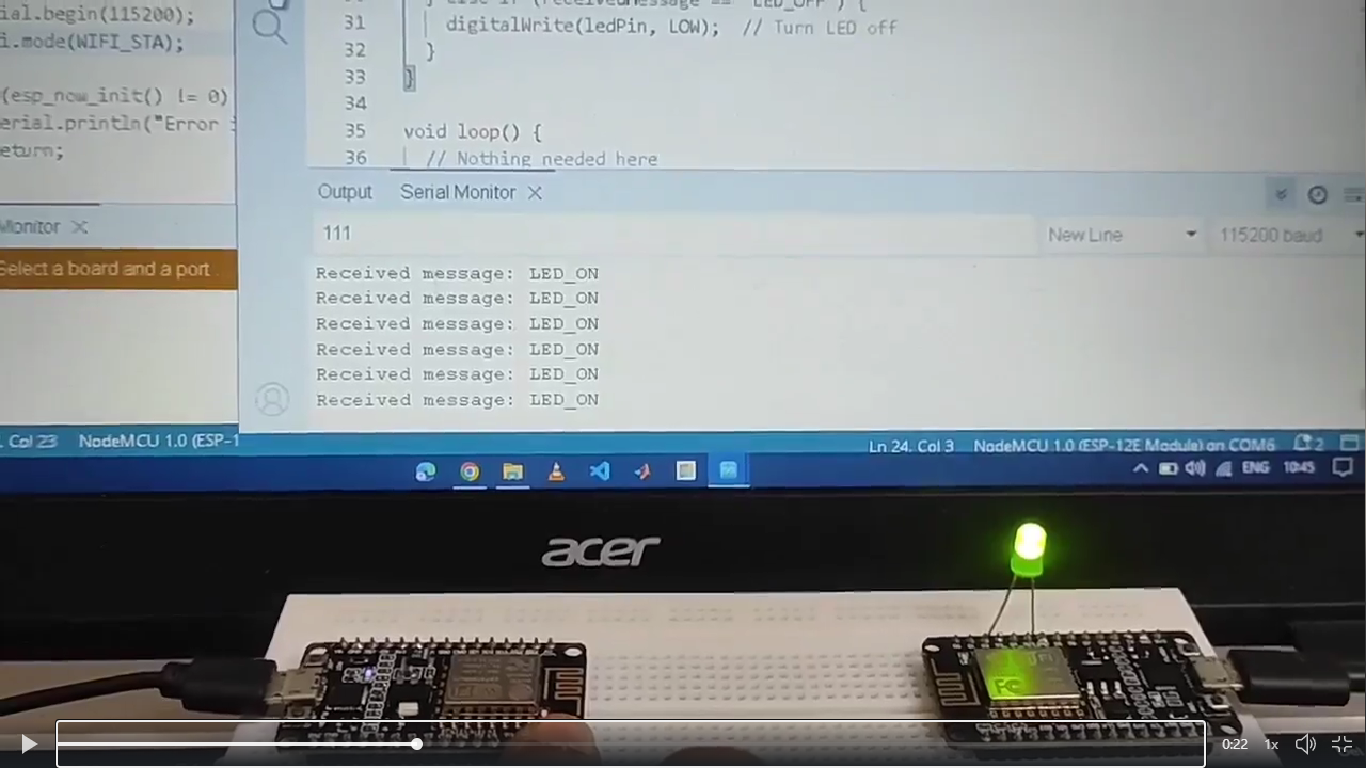 ial.begin(115200);
i.mode(WIFI_STA);
(esp_now_init() != 0)
erial.println("Error
eturn;
Monitor
Select a board and a port
. Col 23 NodeMCU 1.0 (ESP-1
31 digitalWrite(ledPin, LOW); // Turn LED off
32 }
33 }
34
35 void loop() {
36 // Nothing needed here
Output Serial Monitor
111
New Line 115200 baud
Received message: LED_ON
Received message: LED_ON
Received message: LED_ON
Received message: LED_ON
Received message: LED_ON
Received message: LED_ON
Ln 24, Col 3 NodeMCU 1.0 (ESP-12E Module) on COM6 2
ENG 10:45
acer
0:22 1x